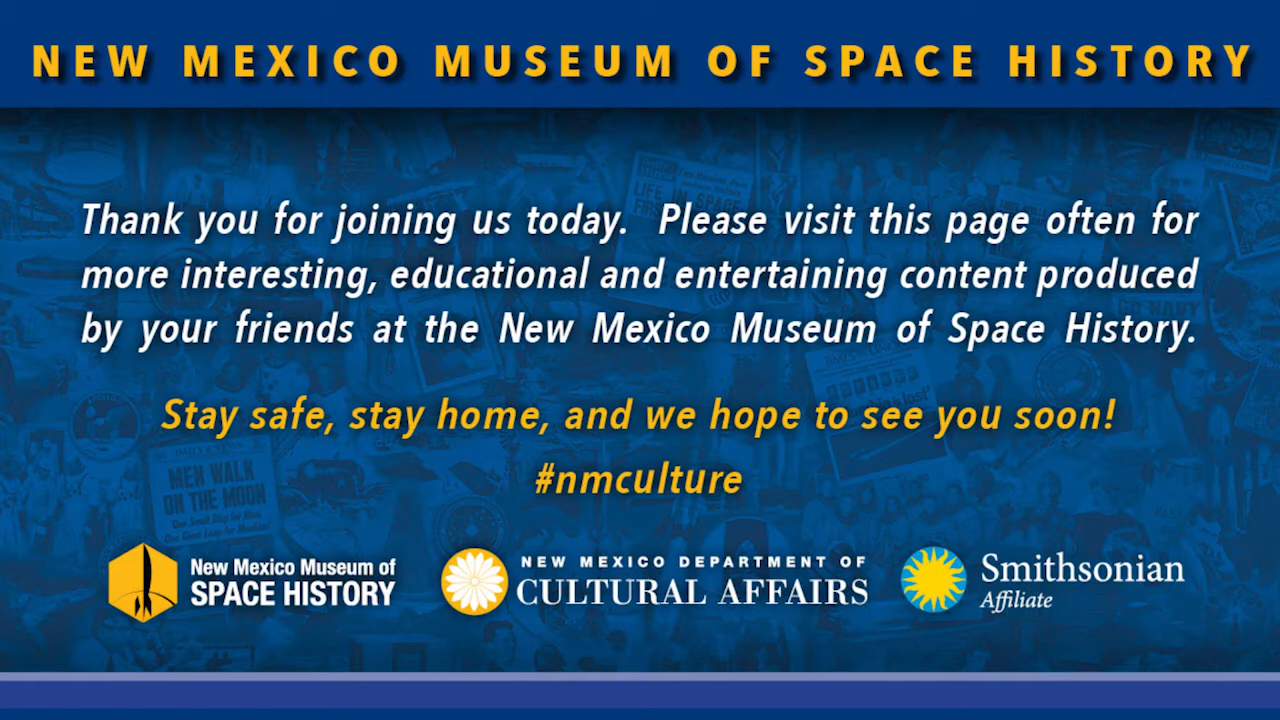 NEW MEXICO MUSEUM OF SPACE HISTORY
Thank you for joining us today. Please visit this page often for
more interesting, educational and entertaining content produced
by your friends at the New Mexico Museum of Space History.
Stay safe, stay home, and we hope to see you soon!
#nmculture
LIFE IN SPACE
MEN WALK
ON THE MOON
New Mexico Museum of
SPACE HISTORY
NEW MEXICO DEPARTMENT OF
CULTURAL AFFAIRS
Smithsonian
Affiliate